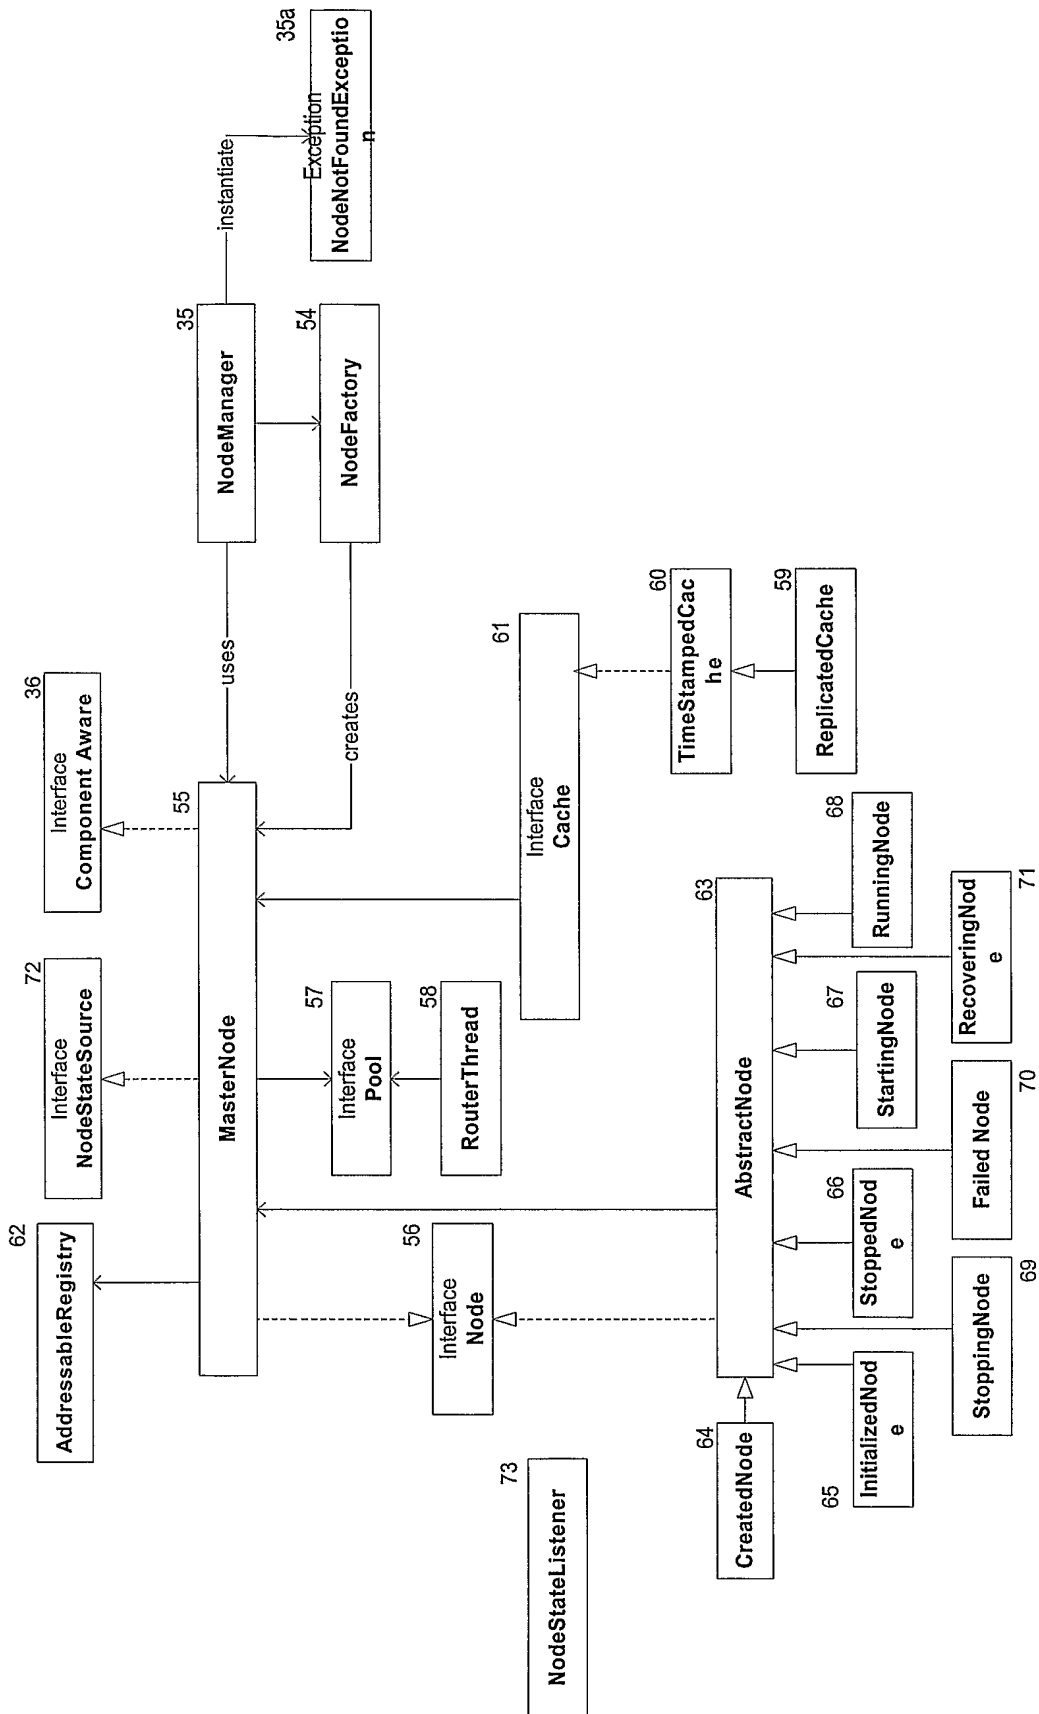 62
AddressableRegistry
72
Interface
NodeStateSource
36
Interface
Component Aware
55
MasterNode
uses
35
NodeManager
instantiate
35a
Exception
NodeNotFoundExceptio
n
54
NodeFactory
creates
57
Interface
Pool
58
RouterThread
56
Interface
Node
61
Interface
Cache
73
NodeStateListener
60
TimeStampedCac
he
59
ReplicatedCache
63
AbstractNode
64
CreatedNode
65
InitializedNod
e
66
StoppedNod
e
67
StartingNode
68
RunningNode
69
StoppingNode
70
Failed Node
71
RecoveringNod
e